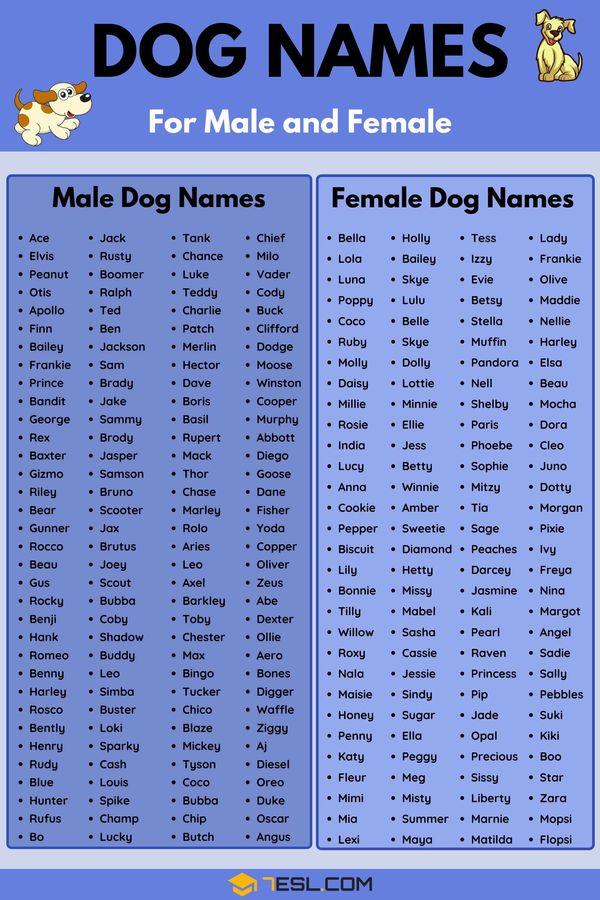 DOG NAMES
For Male and Female
Male Dog Names
• Ace • Jack • Tank • Chief
• Elvis • Rusty • Chance • Milo
• Peanut • Boomer • Luke • Vader
• Otis • Ralph • Teddy • Cody
• Apollo • Ted • Charlie • Buck
• Finn • Ben • Patch • Clifford
• Bailey • Jackson • Merlin • Dodge
• Frankie • Sam • Hector • Moose
• Prince • Brady • Dave • Winston
• Bandit • Jake • Boris • Cooper
• George • Sammy • Basil • Murphy
• Rex • Brody • Rupert • Abbott
• Baxter • Jasper • Mack • Diego
• Gizmo • Samson • Thor • Goose
• Riley • Bruno • Chase • Dane
• Bear • Scooter • Marley • Fisher
• Gunner • Jax • Rolo • Yoda
• Rocco • Brutus • Aries • Copper
• Beau • Joey • Leo • Oliver
• Gus • Scout • Axel • Zeus
• Rocky • Bubba • Barkley • Abe
• Benji • Coby • Toby • Dexter
• Hank • Shadow • Chester • Ollie
• Romeo • Buddy • Max • Aero
• Benny • Leo • Bingo • Bones
• Harley • Simba • Tucker • Digger
• Rosco • Buster • Chico • Waffle
• Bently • Loki • Blaze • Ziggy
• Henry • Sparky • Mickey • Aj
• Rudy • Cash • Tyson • Diesel
• Blue • Louis • Coco • Oreo
• Hunter • Spike • Bubba • Duke
• Rufus • Champ • Chip • Oscar
• Bo • Lucky • Butch • Angus
Female Dog Names
• Bella • Holly • Tess • Lady
• Lola • Bailey • Izzy • Frankie
• Luna • Skye • Evie • Olive
• Poppy • Lulu • Betsy • Maddie
• Coco • Belle • Stella • Nellie
• Ruby • Skye • Muffin • Harley
• Molly • Dolly • Pandora • Elsa
• Daisy • Lottie • Nell • Beau
• Millie • Minnie • Shelby • Mocha
• Rosie • Ellie • Paris • Dora
• India • Jess • Phoebe • Cleo
• Lucy • Betty • Sophie • Juno
• Anna • Winnie • Mitzy • Dotty
• Cookie • Amber • Tia • Morgan
• Pepper • Sweetie • Sage • Pixie
• Biscuit • Diamond • Peaches • Ivy
• Lily • Hetty • Darcey • Freya
• Bonnie • Missy • Jasmine • Nina
• Tilly • Mabel • Kali • Margot
• Willow • Sasha • Pearl • Angel
• Roxy • Cassie • Raven • Sadie
• Nala • Jessie • Princess • Sally
• Maisie • Sindy • Pip • Pebbles
• Honey • Sugar • Jade • Suki
• Penny • Ella • Opal • Kiki
• Katy • Peggy • Precious • Boo
• Fleur • Meg • Sissy • Star
• Mimi • Misty • Liberty • Zara
• Mia • Summer • Marnie • Mopsi
• Lexi • Maya • Matilda • Flopsi
7ESL.COM